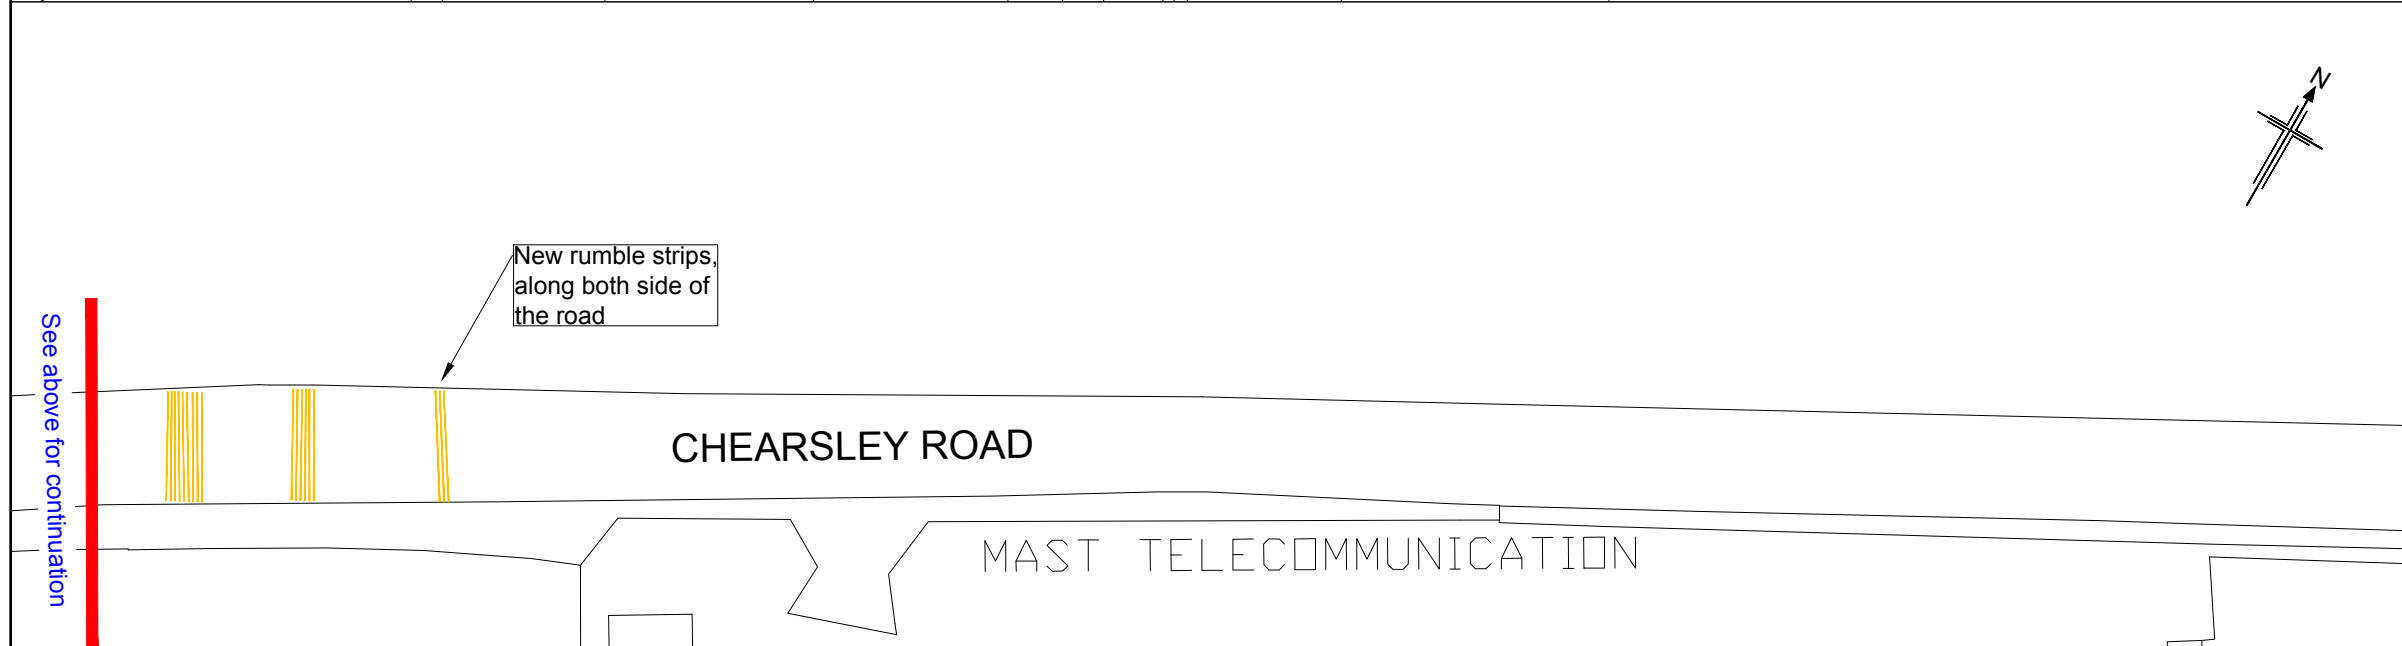 N
New rumble strips,
along both side of
the road
See above for continuation
CHEARSLEY ROAD
MAST TELECOMMUNICATION